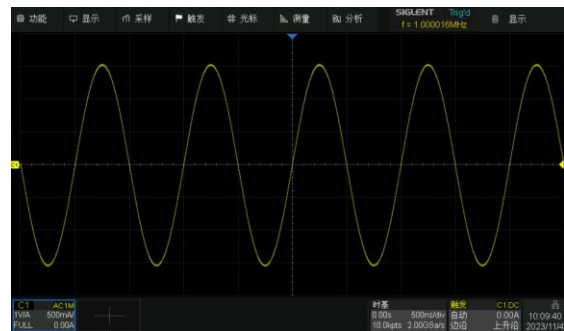 功能 显示 采样 触发 光标 测量 分析 SIGLENT Trig'd 显示
f = 1.000016MHz
C1
C1 AC1M
1V/A 500mA/
FULL 0.00A
时基
0.00s 500ns/div
10.0kpts 2.00GSa/s
触发 C1 DC
自动 0.00A
边沿 上升沿
10:09:40
2023/11/4